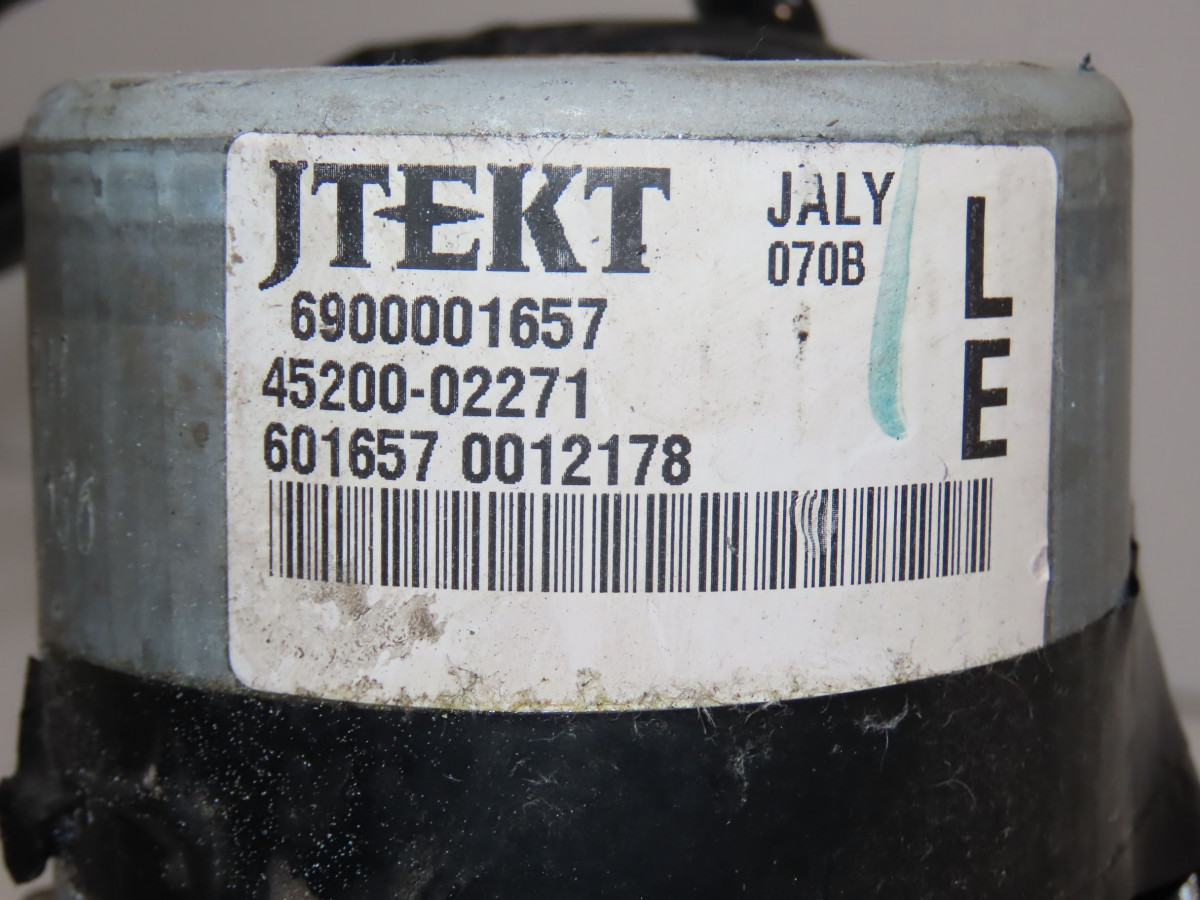 JTEKT
JALY
070B
L
E
6900001657
45200-02271
601657 0012178